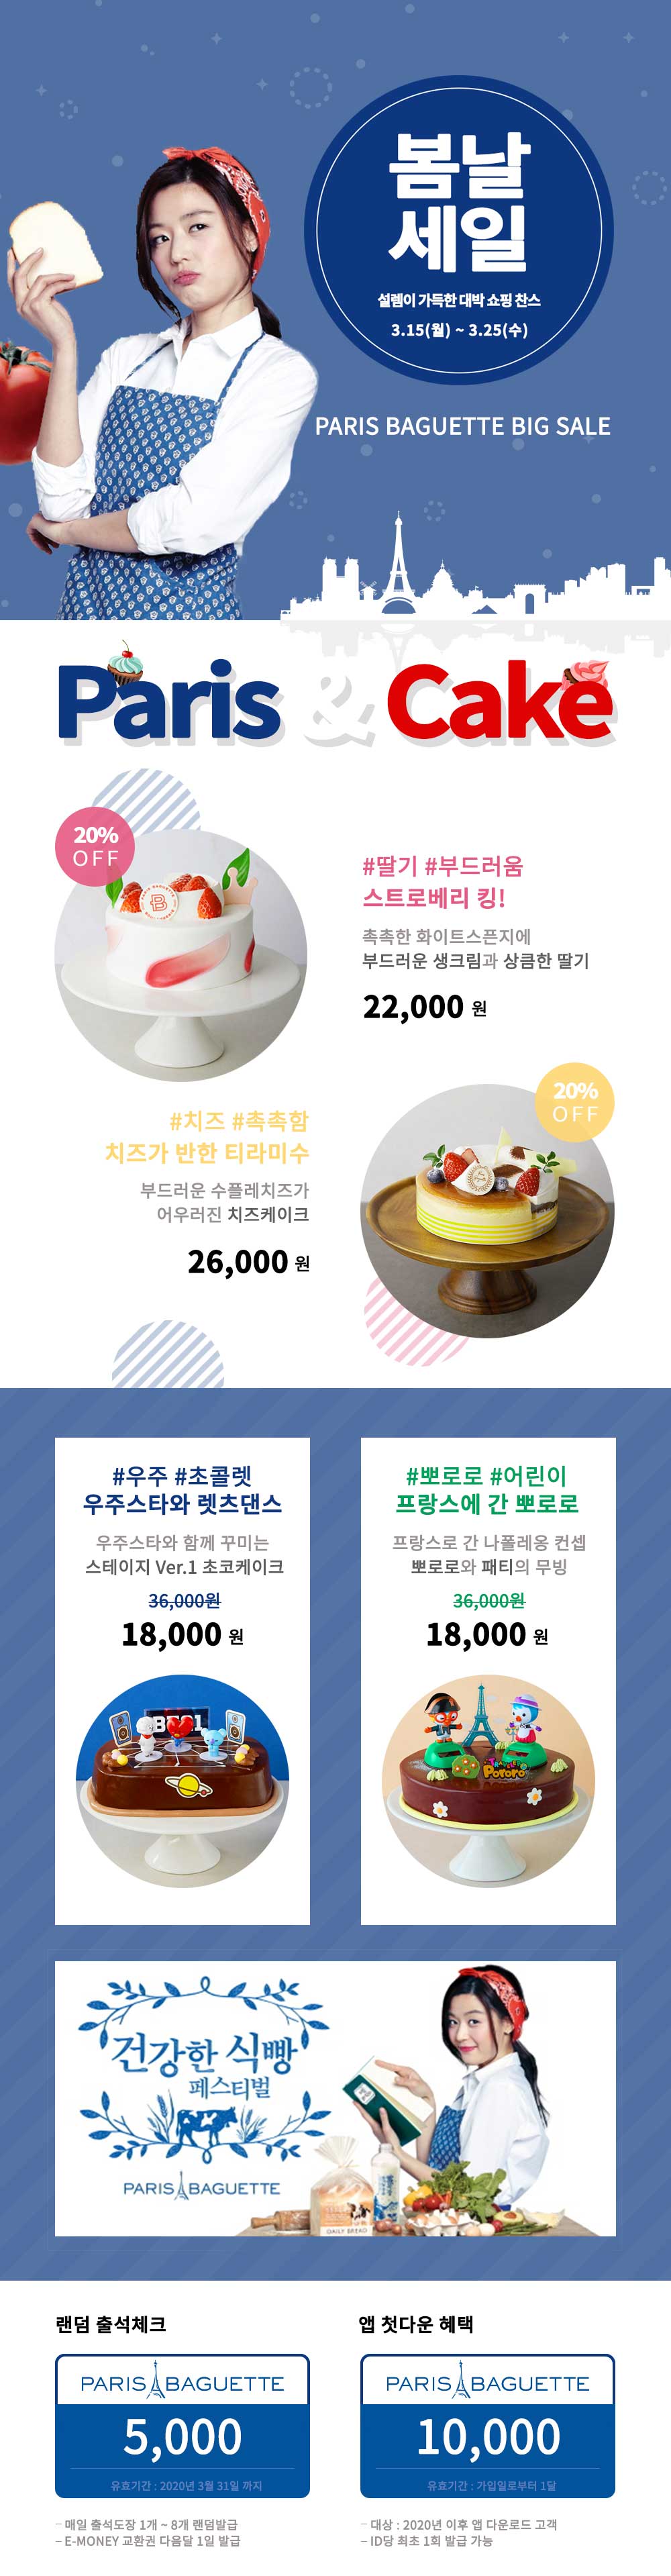 봄날
세일
설렘이 가득한 대박 쇼핑 찬스
3.15(월) ~ 3.25(수)
PARIS BAGUETTE BIG SALE
Paris & Cake
20%
OFF
#딸기 #부드러움
스트로베리 킹!
촉촉한 화이트스픈지에
부드러운 생크림과 상큼한 딸기
22,000 원
20%
OFF
#치즈 #촉촉함
치즈가 반한 티라미수
부드러운 수플레치즈가
어우러진 치즈케이크
26,000 원
#우주 #초콜렛
우주스타와 렛츠댄스
우주스타와 함께 꾸미는
스테이지 Ver.1 초코케이크
36,000원
18,000 원
#뽀로로 #어린이
프랑스에 간 뽀로로
프랑스로 간 나폴레옹 컨셉
뽀로로와 패티의 무빙
36,000원
18,000 원
Pororo
건강한 식빵
페스티벌
PARIS BAGUETTE
DAILY BREAD
랜덤 출석체크
PARIS BAGUETTE
5,000
유효기간 : 2020년 3월 31일 까지
- 매일 출석도장 1개 ~ 8개 랜덤발급
- E-MONEY 교환권 다음달 1일 발급
앱 첫다운 혜택
PARIS BAGUETTE
10,000
유효기간 : 가입일로부터 1달
- 대상 : 2020년 이후 앱 다운로드 고객
- ID당 최초 1회 발급 가능